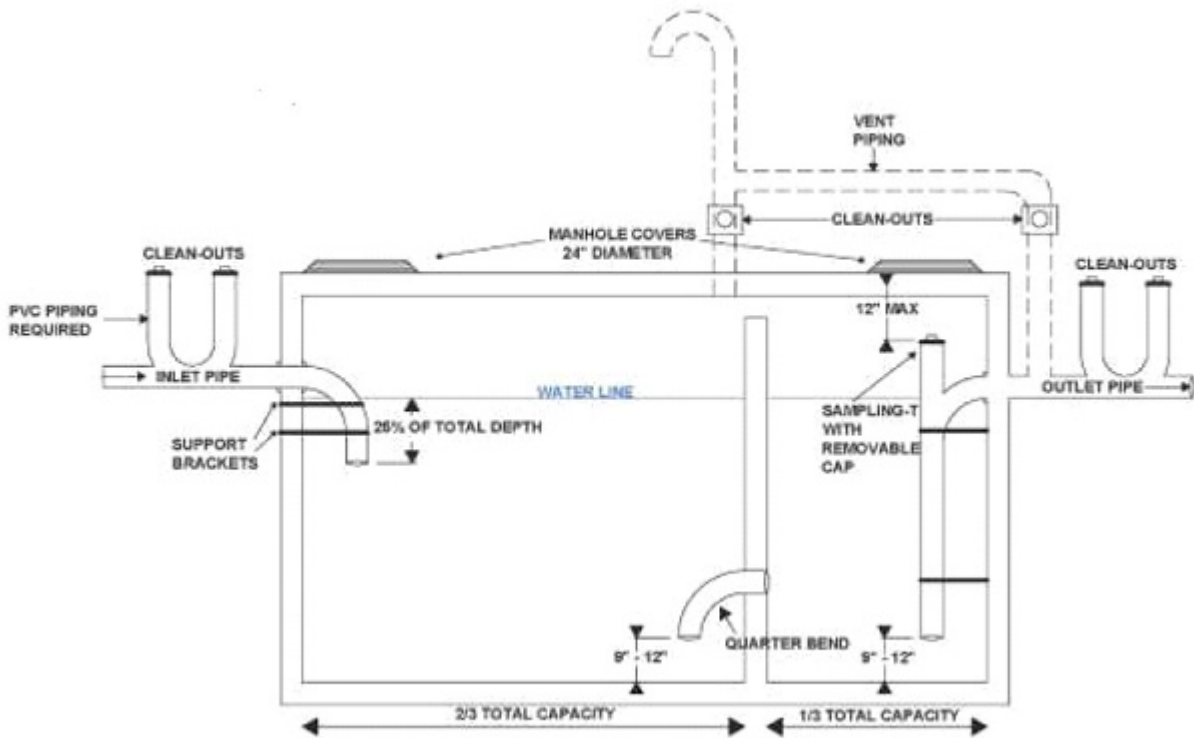 VENT
PIPING
CLEAN-OUTS
MANHOLE COVERS
24" DIAMETER
CLEAN-OUTS
CLEAN-OUTS
PVC PIPING
REQUIRED
12" MAX
INLET PIPE
OUTLET PIPE
WATER LINE
26% OF TOTAL DEPTH
SAMPLING-T
WITH
REMOVABLE
CAP
SUPPORT
BRACKETS
QUARTER BEND
9" - 12"
9" - 12"
2/3 TOTAL CAPACITY
1/3 TOTAL CAPACITY